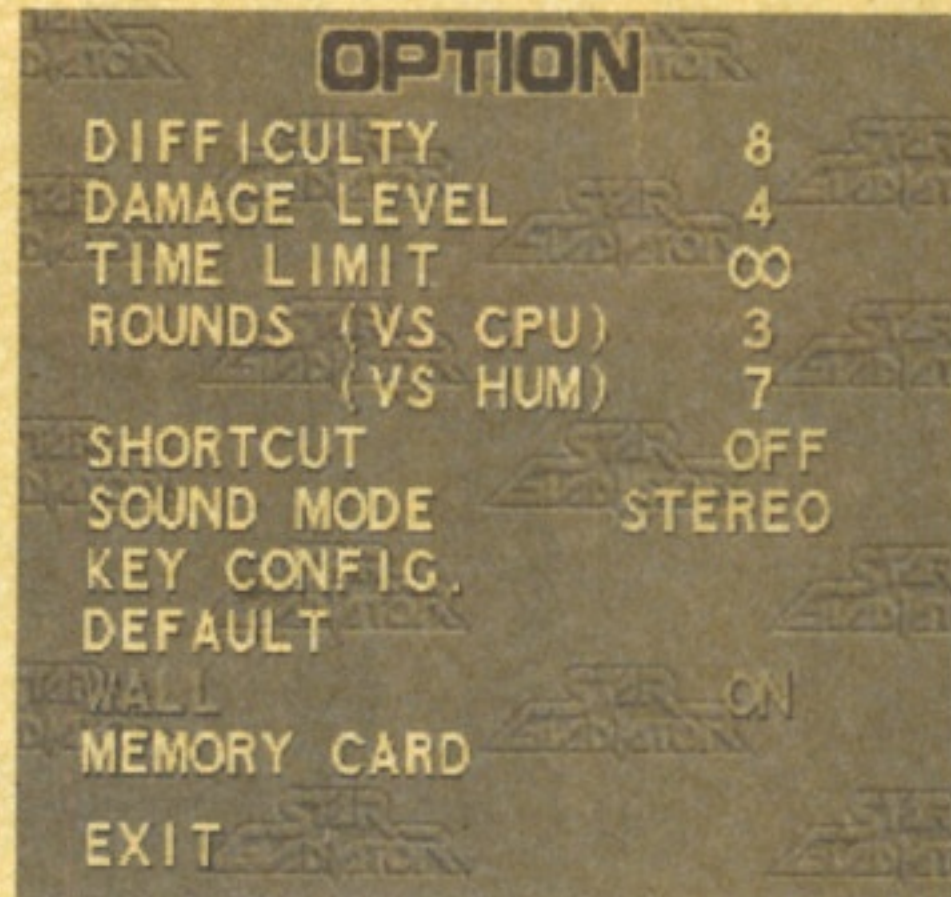 OPTION
DIFFICULTY 8
DAMAGE LEVEL 4
TIME LIMIT ∞
ROUNDS (VS CPU) 3
(VS HUM) 7
SHORTCUT OFF
SOUND MODE STEREO
KEY CONFIG.
DEFAULT
WALL ON
MEMORY CARD
EXIT